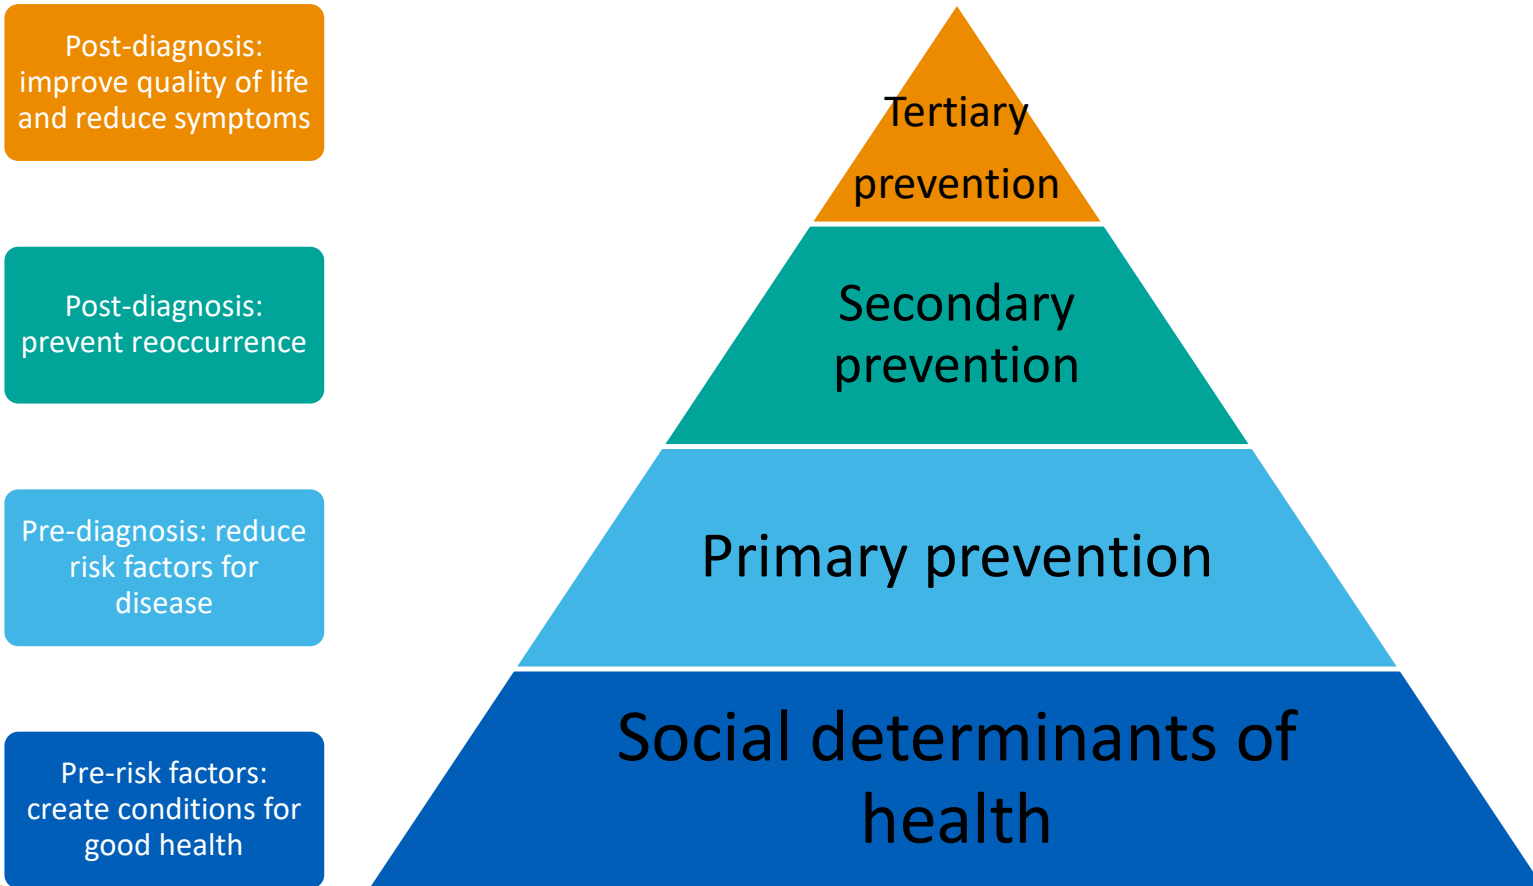 Post-diagnosis:
improve quality of life
and reduce symptoms
Tertiary
prevention
Post-diagnosis:
prevent reoccurrence
Secondary
prevention
Pre-diagnosis: reduce
risk factors for
disease
Primary prevention
Pre-risk factors:
create conditions for
good health
Social determinants of
health